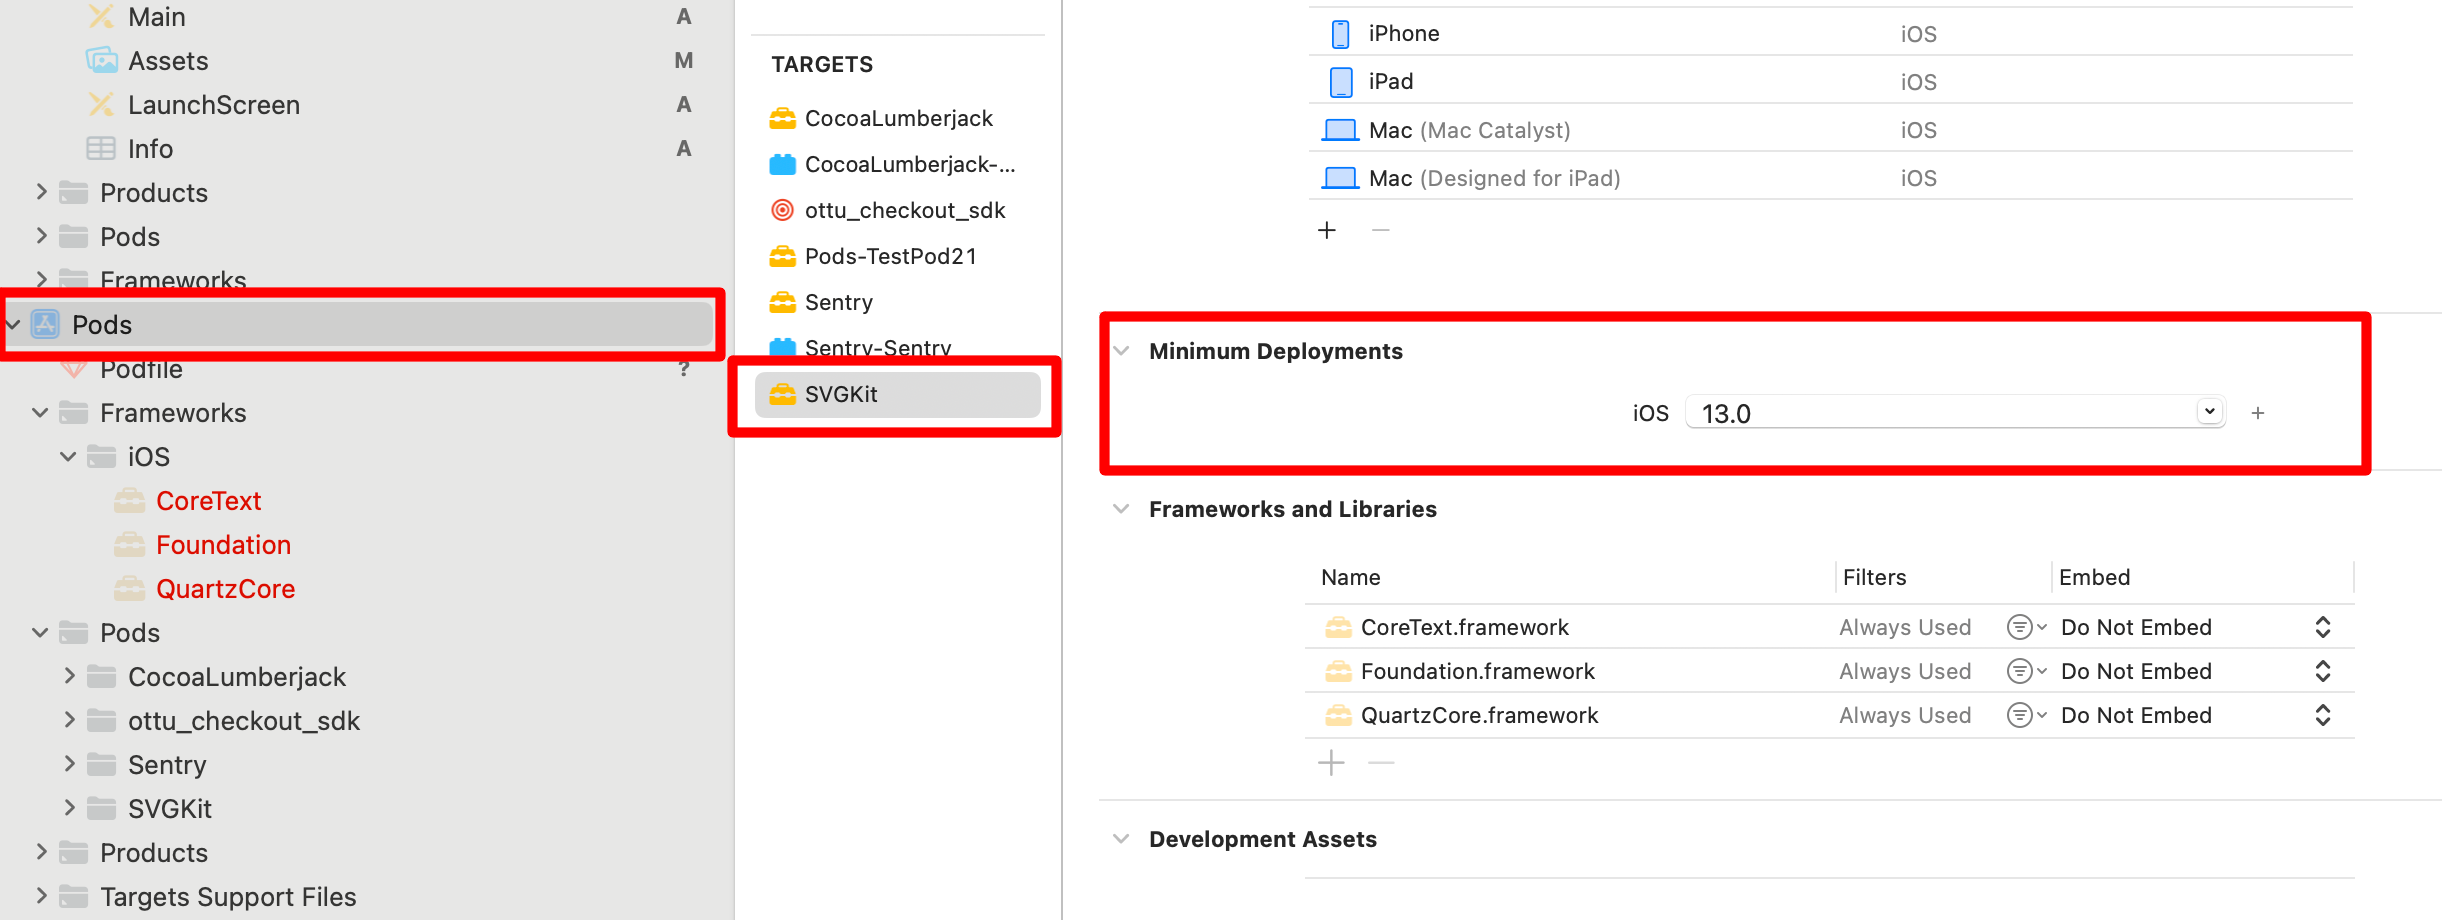 Main A
Assets M
LaunchScreen A
Info A
Products
Pods
Frameworks
Pods
Podfile ?
Frameworks
iOS
CoreText
Foundation
QuartzCore
Pods
CocoaLumberjack
ottu_checkout_sdk
Sentry
SVGKit
Products
Targets Support Files
TARGETS
CocoaLumberjack
CocoaLumberjack-...
ottu_checkout_sdk
Pods-TestPod21
Sentry
Sentry-Sentry
SVGKit
iPhone iOS
iPad iOS
Mac (Mac Catalyst) iOS
Mac (Designed for iPad) iOS
Minimum Deployments
iOS 13.0
Frameworks and Libraries
Name Filters Embed
CoreText.framework Always Used Do Not Embed
Foundation.framework Always Used Do Not Embed
QuartzCore.framework Always Used Do Not Embed
Development Assets